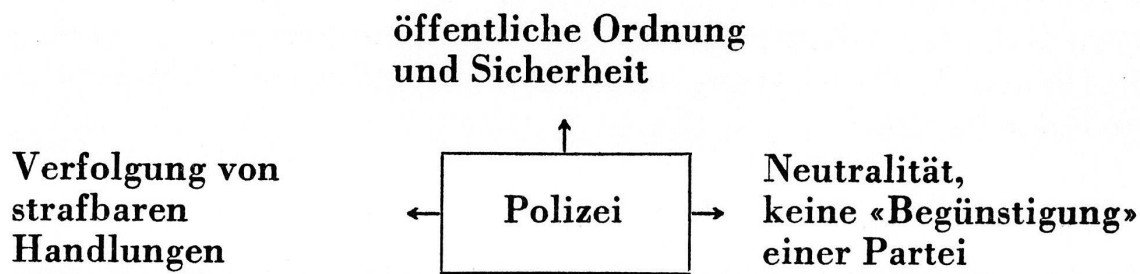 öffentliche Ordnung
und Sicherheit
Verfolgung von
strafbaren
Handlungen
Polizei
Neutralität,
keine «Begünstigung»
einer Partei